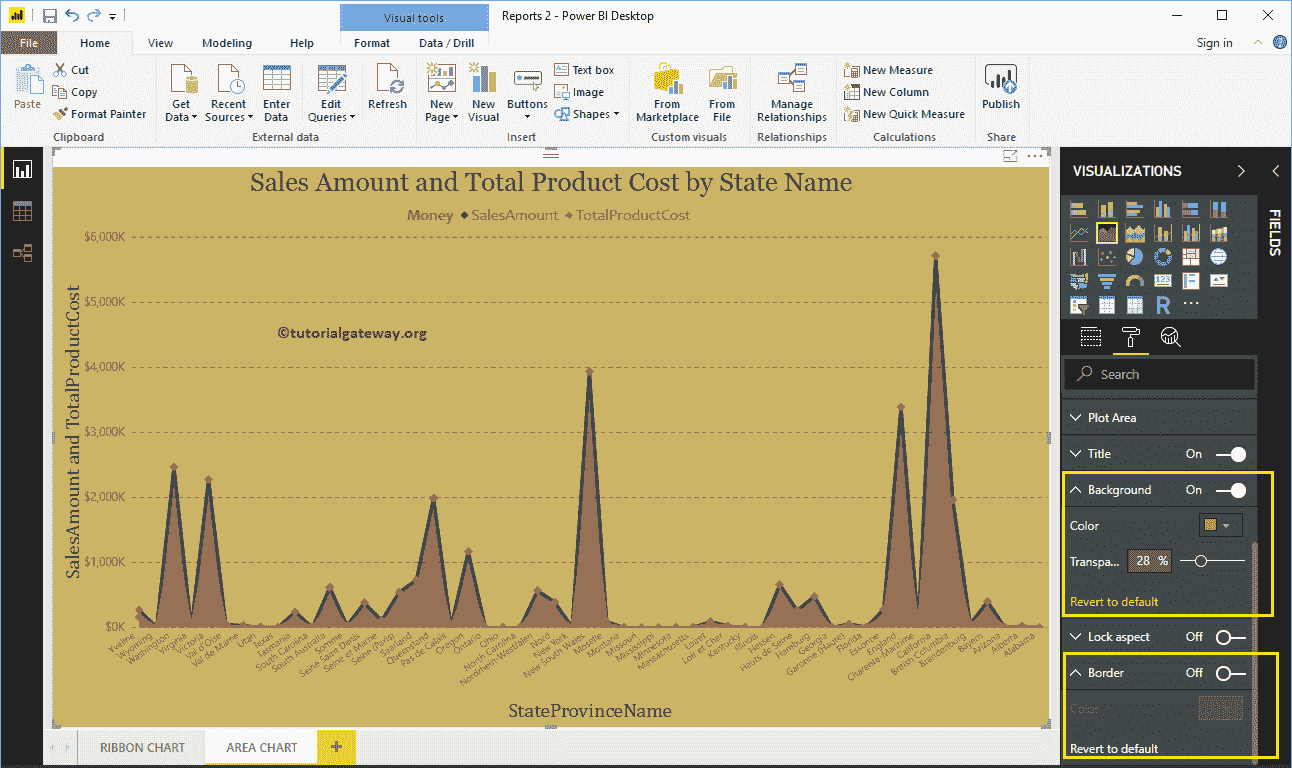 Visual tools
Reports 2 - Power BI Desktop
File Home View Modeling Help Format Data / Drill Sign in
Paste
Cut
Copy
Format Painter
Clipboard
Get Data
Recent Sources
Enter Data
Edit Queries
External data
Refresh
New Page
New Visual
Buttons
Text box
Image
Shapes
Insert
From Marketplace
From File
Custom visuals
Manage Relationships
Relationships
New Measure
New Column
New Quick Measure
Calculations
Publish
Share
Sales Amount and Total Product Cost by State Name
Money SalesAmount TotalProductCost
SalesAmount and TotalProductCost
$6,000K
$5,000K
$4,000K
$3,000K
$2,000K
$1,000K
$0K
©tutorialgateway.org
Yveline
Wyoming
Washington
Virginia
Victoria
Val d'Oise
Val de Marne
Utah
Texas
Tasmania
South Carolina
South Australia
Somme
Seine Saint Denis
Seine et Marne
Seine (Paris)
Saarland
Queensland
Pas de Calais
Oregon
Ontario
Ohio
North Carolina
Nordrhein-Westfalen
Nord
New York
New South Wales
Moselle
Montana
Missouri
Mississippi
Minnesota
Massachusetts
Loiret
Loir et Cher
Kentucky
Illinois
Hessen
Hauts de Seine
Hamburg
Georgia
Garonne (Haute)
Florida
Essonne
England
Charente-Maritime
California
British Columbia
Brandenburg
Bayern
Arizona
Alberta
Alabama
StateProvinceName
RIBBON CHART
AREA CHART
VISUALIZATIONS
FIELDS
123
R
Search
Plot Area
Title On
Background On
Color
Transpa... 28 %
Revert to default
Lock aspect Off
Border Off
Color
Revert to default